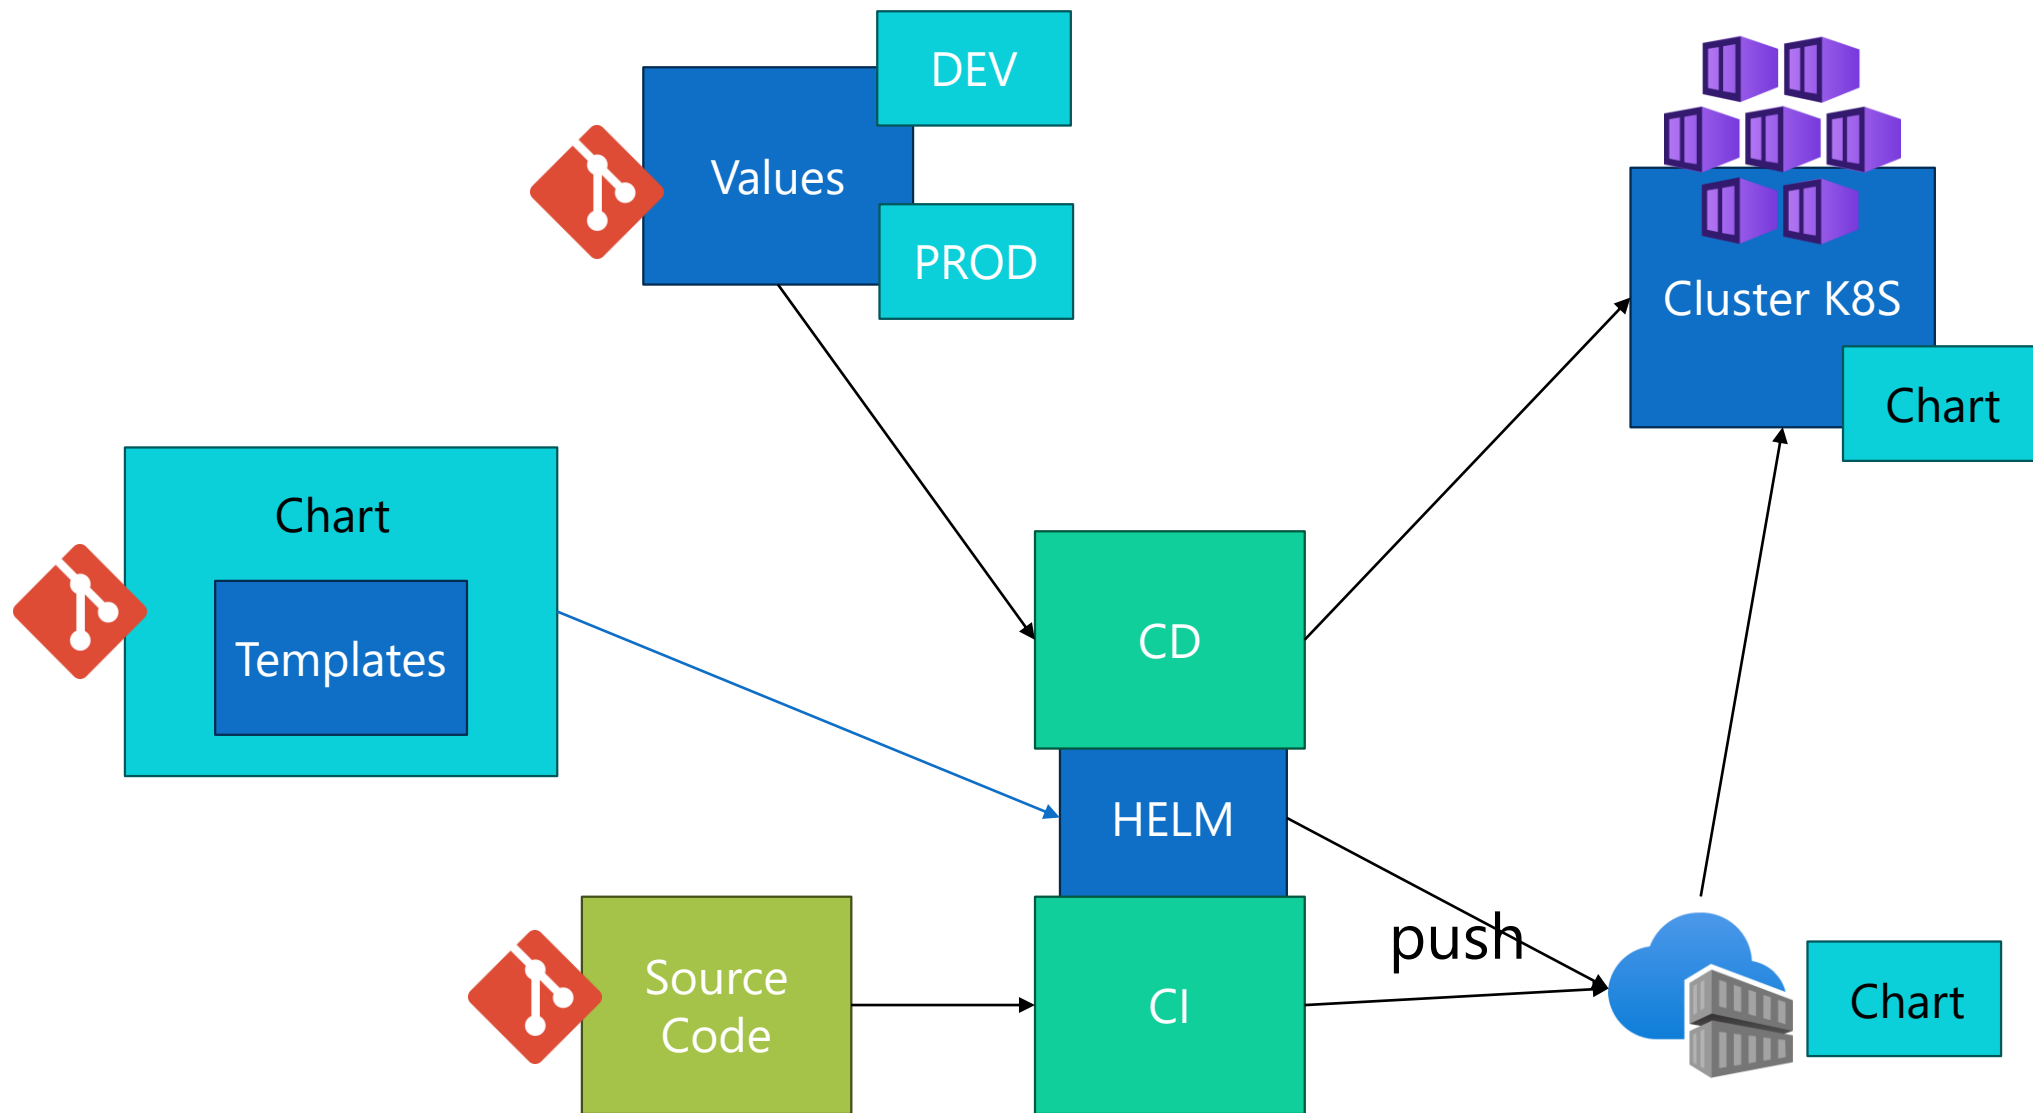 DEV
Values
PROD
Cluster K8S
Chart
Chart
Templates
CD
HELM
push
Source
Code
CI
Chart